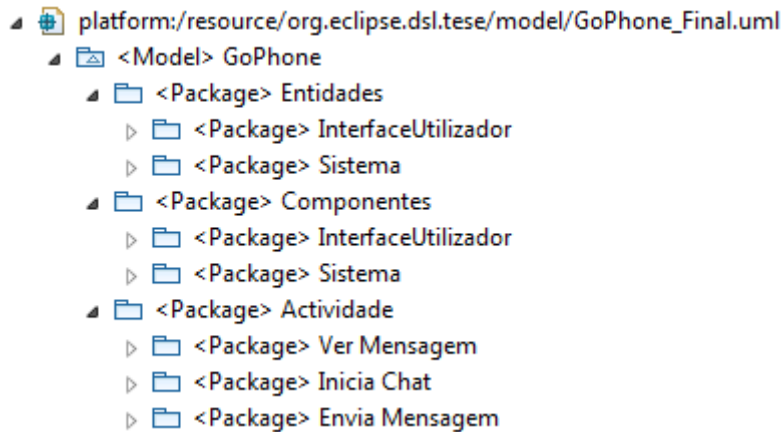 platform:/resource/org.eclipse.dsl.tese/model/GoPhone_Final.uml
<Model> GoPhone
<Package> Entidades
<Package> InterfaceUtilizador
<Package> Sistema
<Package> Componentes
<Package> InterfaceUtilizador
<Package> Sistema
<Package> Actividade
<Package> Ver Mensagem
<Package> Inicia Chat
<Package> Envia Mensagem